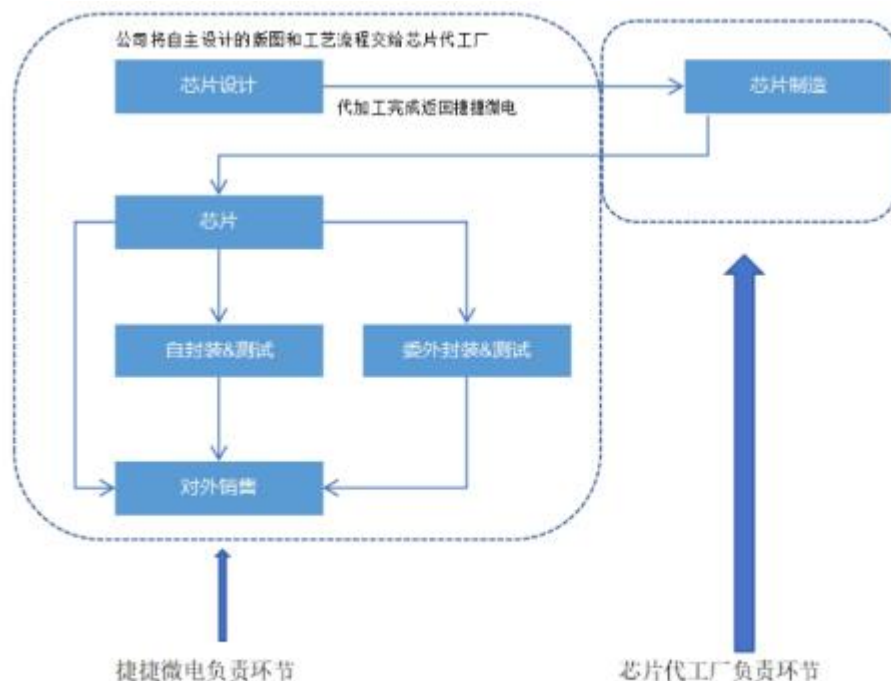 公司将自主设计的版图和工艺流程交给芯片代工厂
芯片设计
芯片制造
代加工完成返回捷捷微电
芯片
自封装&测试
委外封装&测试
对外销售
捷捷微电负责环节
芯片代工厂负责环节